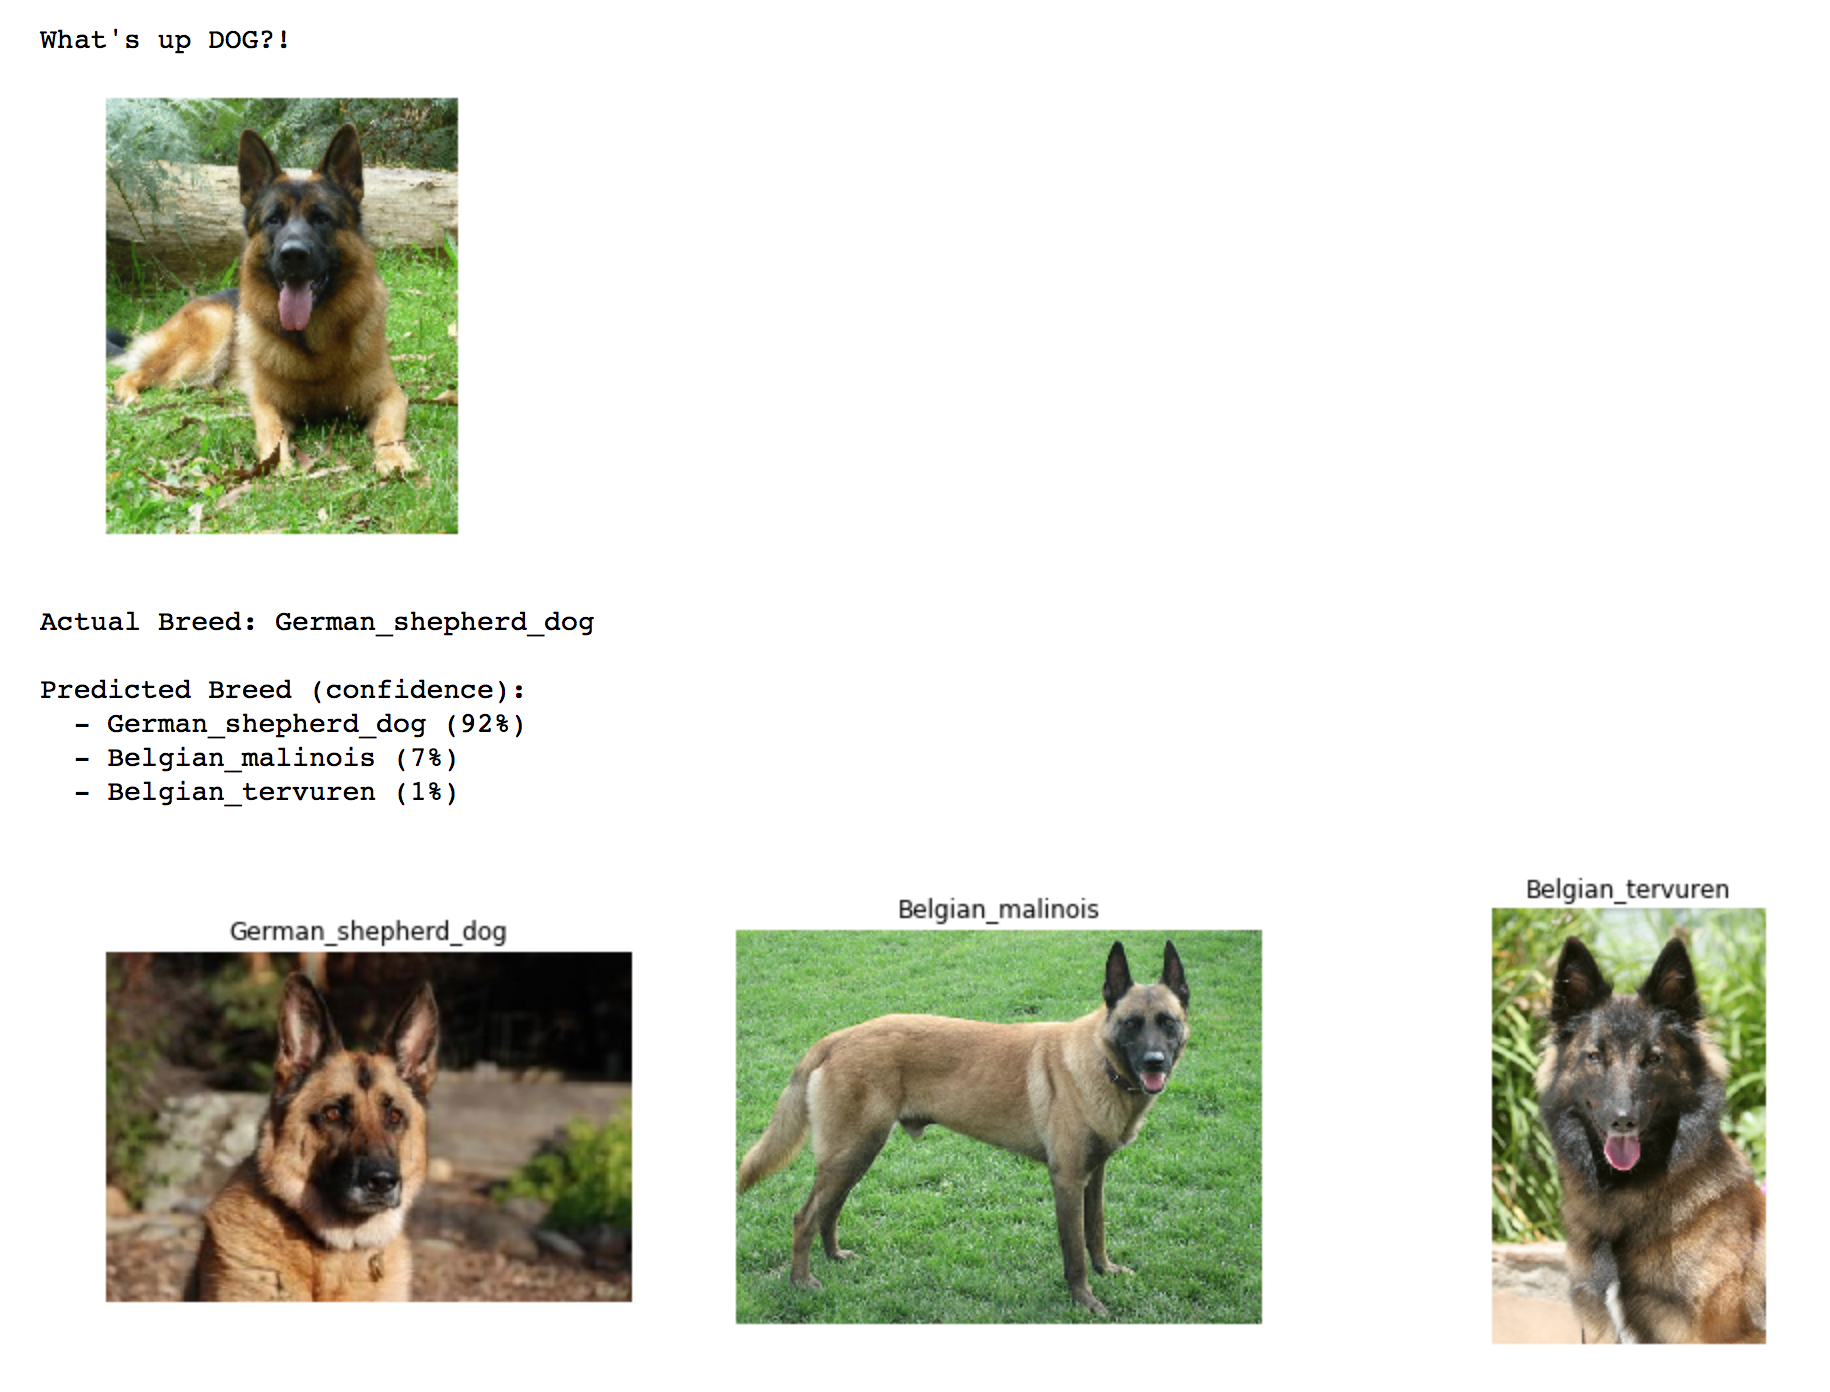 What's up DOG?!
Actual Breed: German_shepherd_dog
Predicted Breed (confidence):
- German_shepherd_dog (92%)
- Belgian_malinois (7%)
- Belgian_tervuren (1%)
German_shepherd_dog
Belgian_malinois
Belgian_tervuren